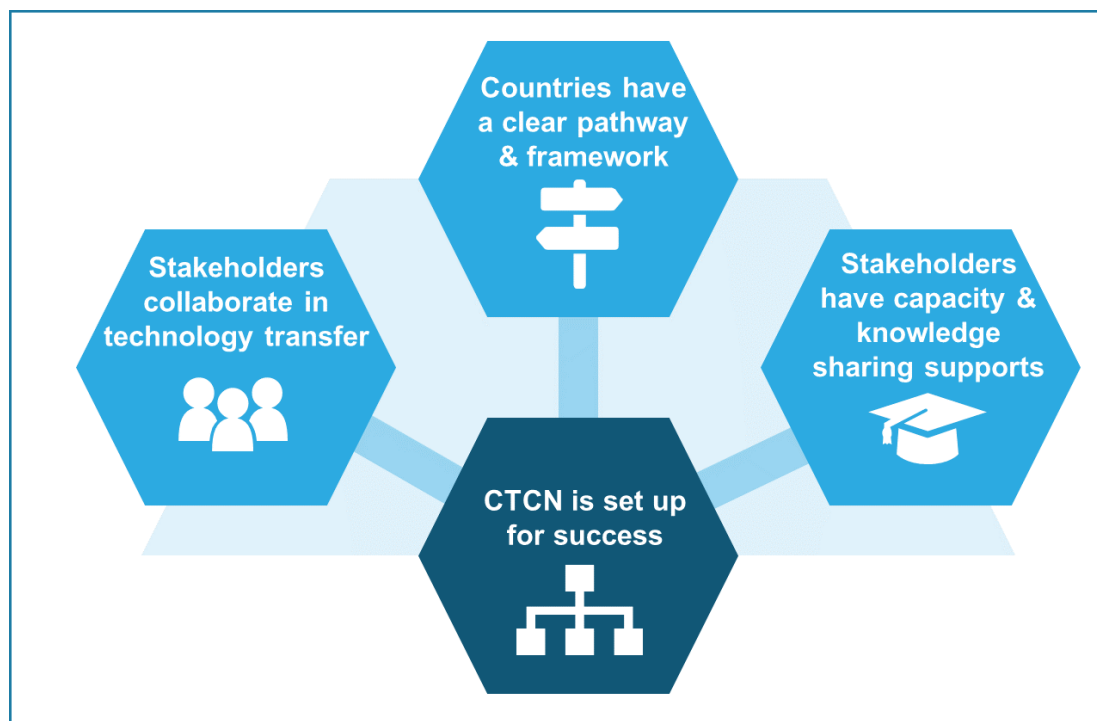 Countries have
a clear pathway
& framework
Stakeholders
collaborate in
technology transfer
Stakeholders
have capacity &
knowledge
sharing supports
CTCN is set up
for success